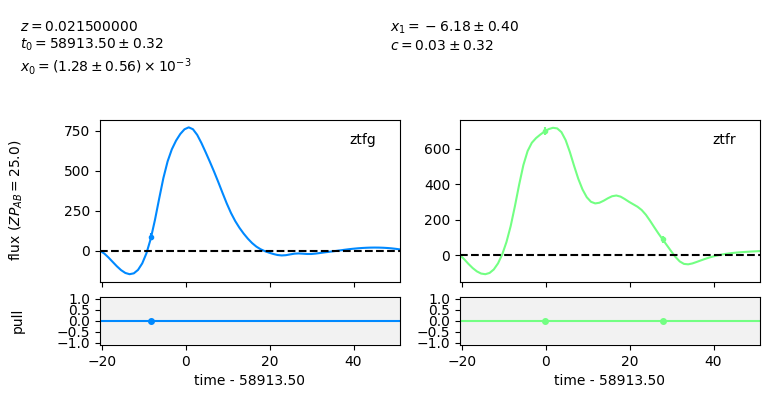 z = 0.021500000
t₀ = 58913.50 ± 0.32
x₀ = (1.28 ± 0.56) × 10⁻³
x₁ = −6.18 ± 0.40
c = 0.03 ± 0.32
flux (ZP_AB = 25.0)
750
500
250
0
ztfg
600
400
200
0
ztfr
pull
1.0
0.5
0.0
−0.5
−1.0
−20 0 20 40
time - 58913.50
1.0
0.5
0.0
−0.5
−1.0
−20 0 20 40
time - 58913.50